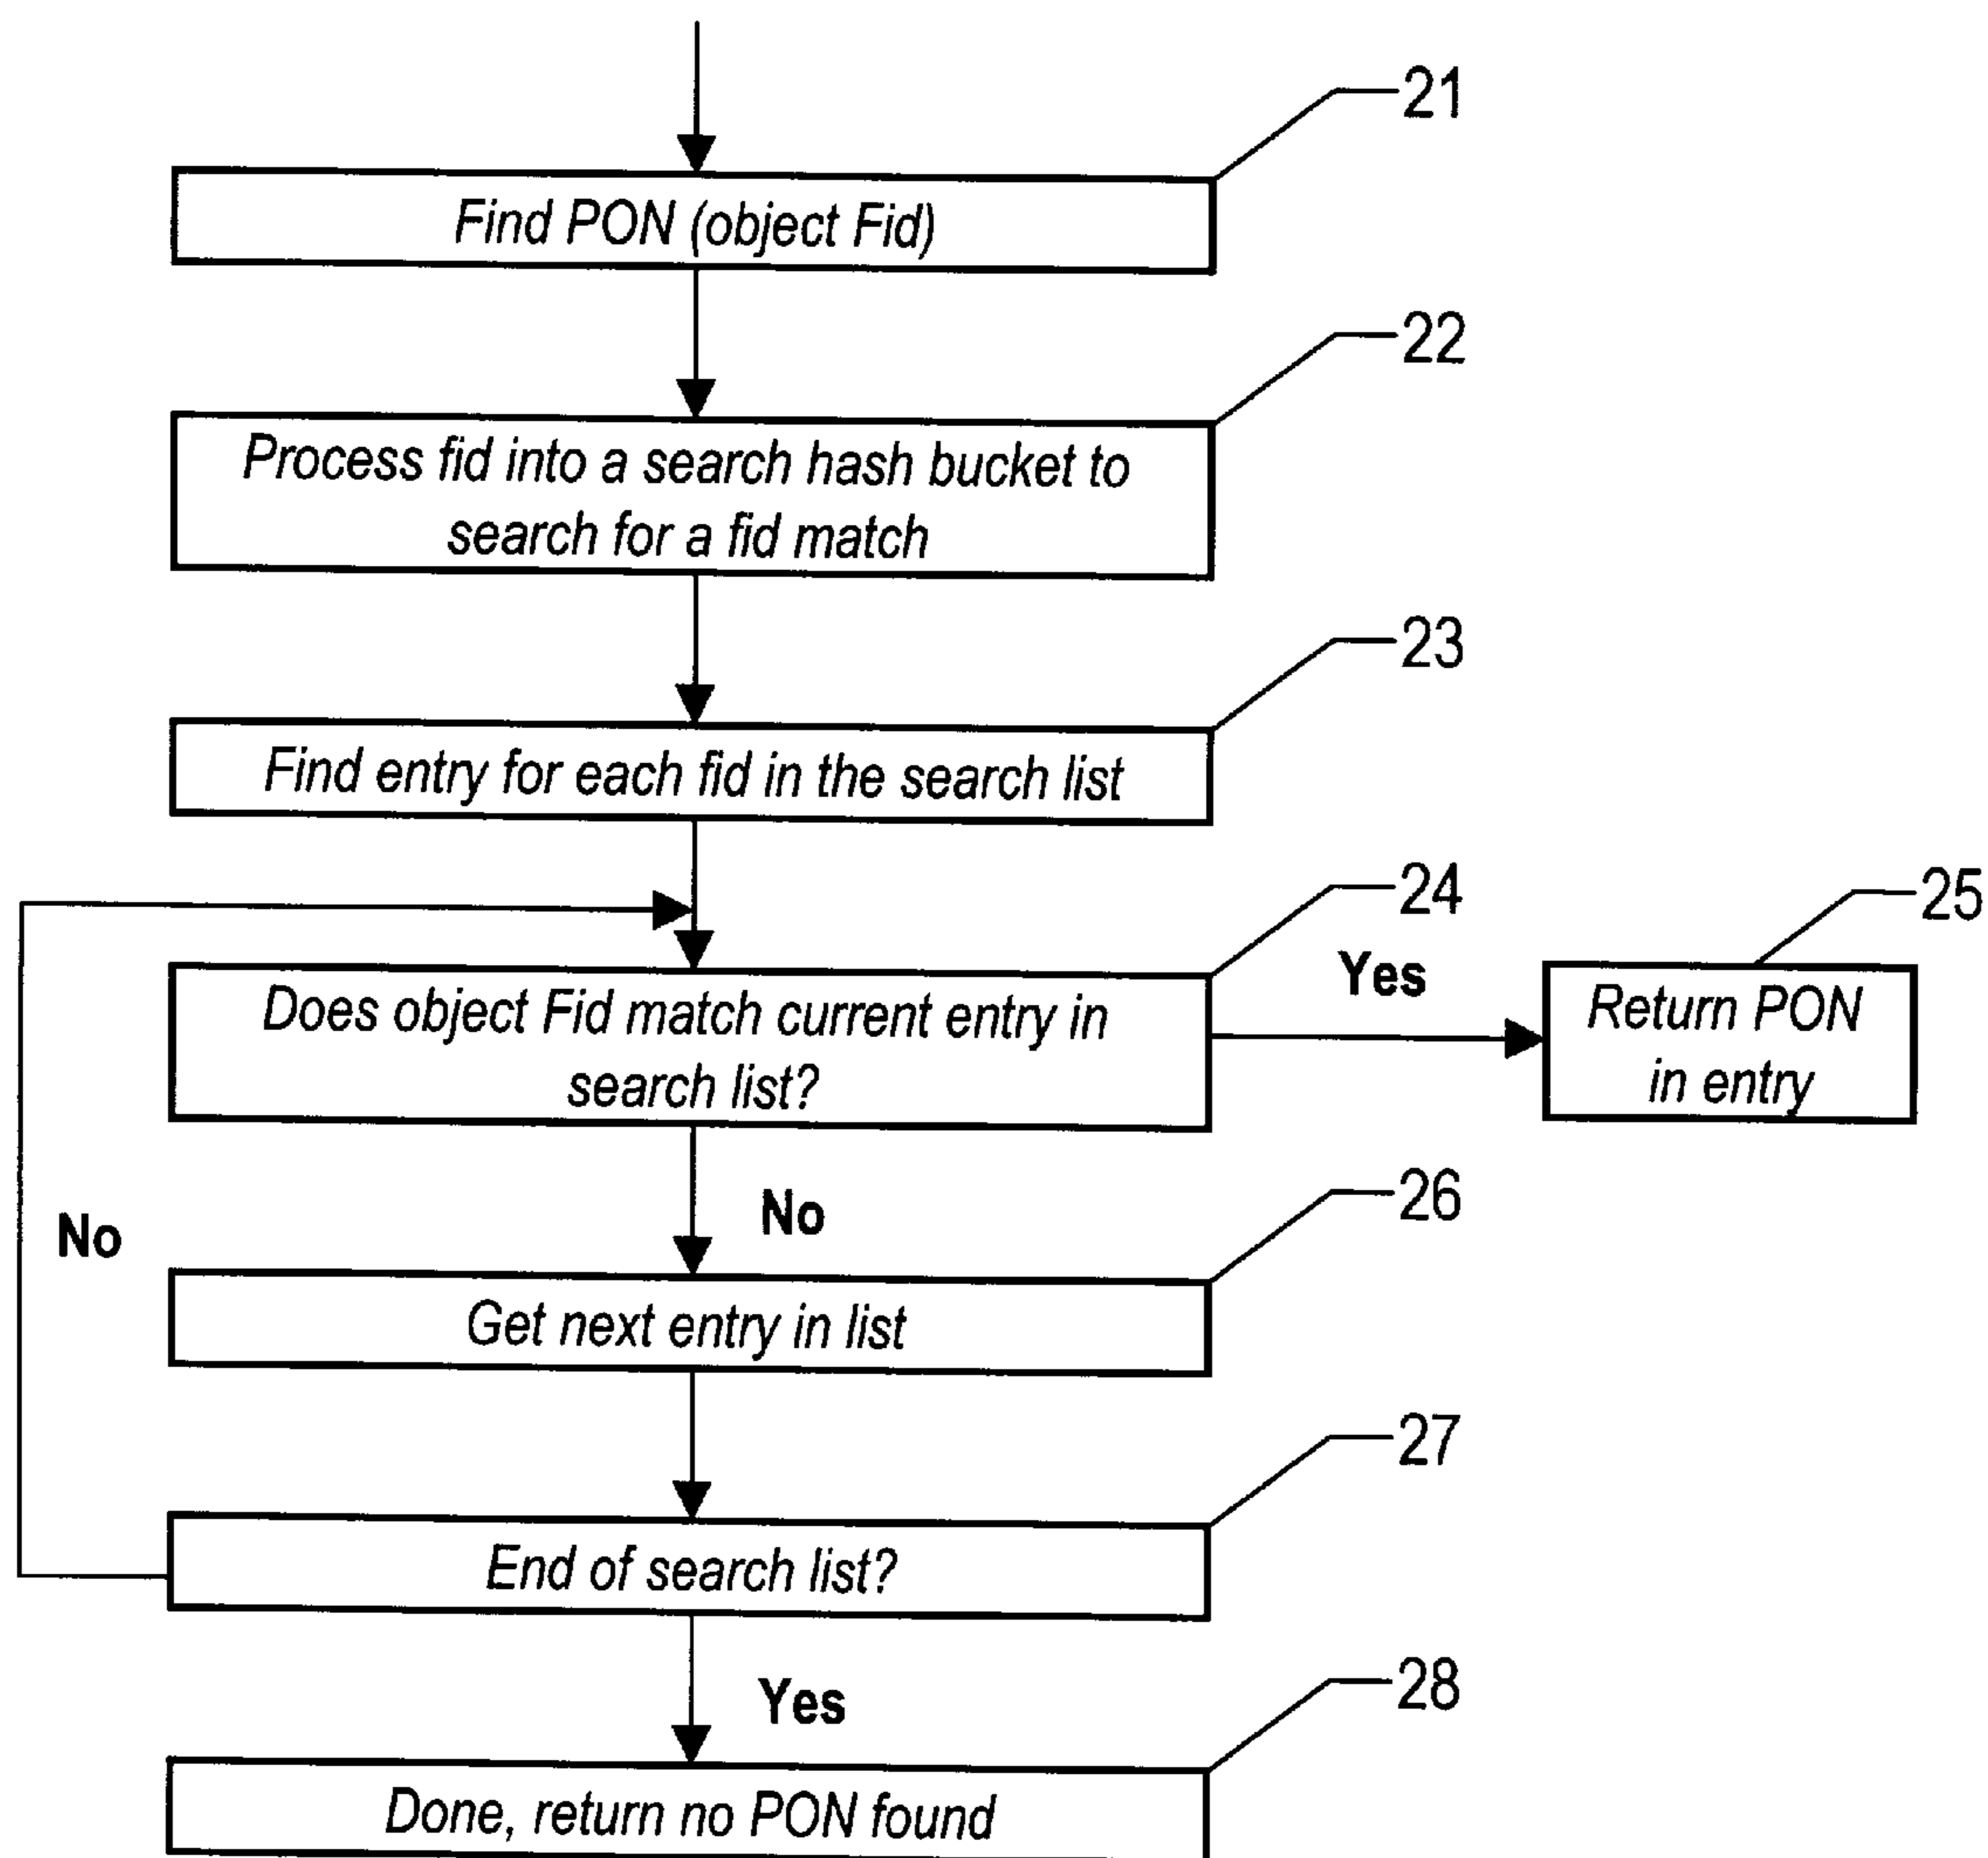 21
Find PON (object Fid)
22
Process fid into a search hash bucket to
search for a fid match
23
Find entry for each fid in the search list
24
25
Yes
Does object Fid match current entry in
search list?
Return PON
in entry
26
No
No
Get next entry in list
27
End of search list?
28
Yes
Done, return no PON found